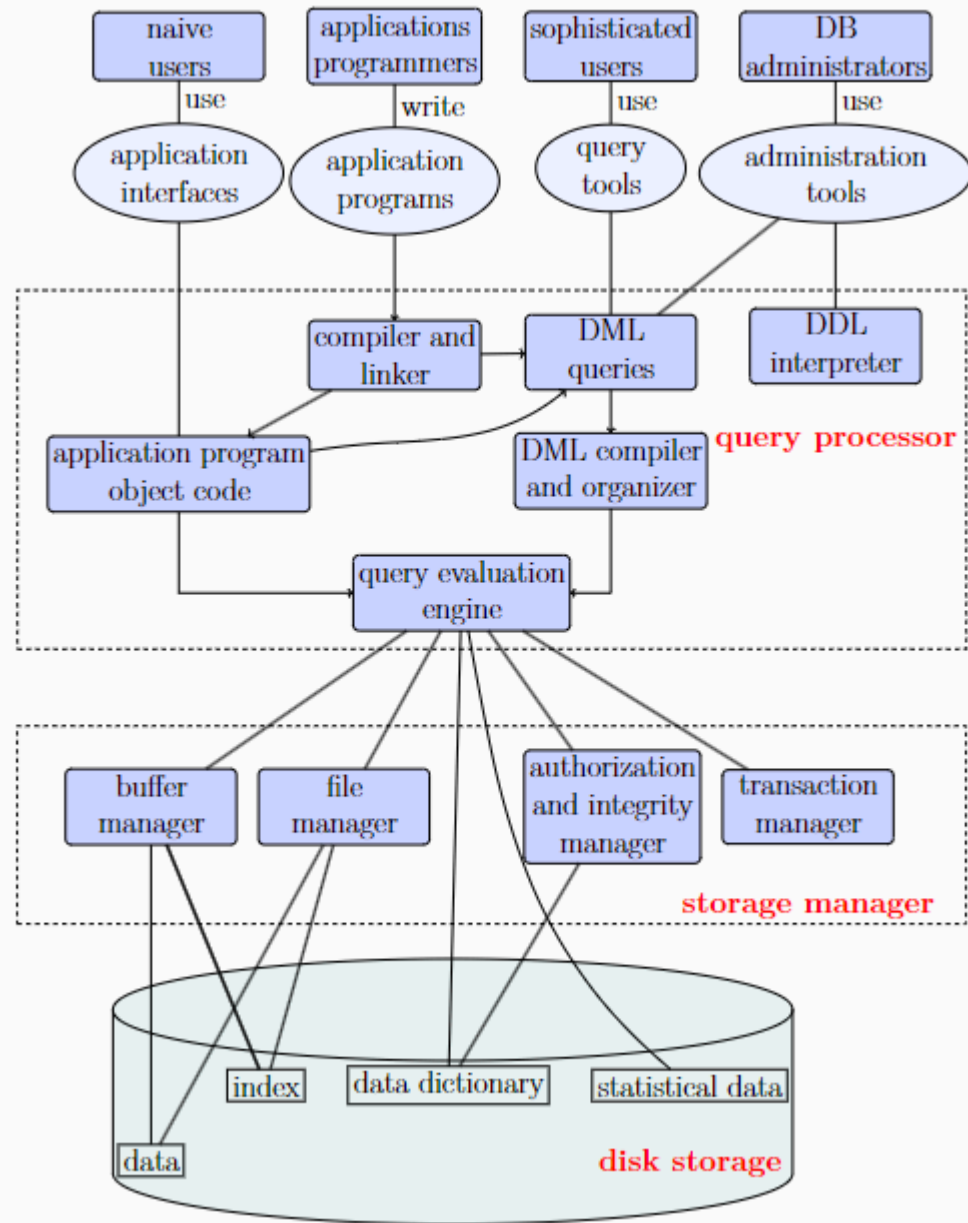 naive
users
applications
programmers
sophisticated
users
DB
administrators
use
write
use
use
application
interfaces
application
programs
query
tools
administration
tools
compiler and
linker
DML
queries
DDL
interpreter
query processor
application program
object code
DML compiler
and organizer
query evaluation
engine
buffer
manager
file
manager
authorization
and integrity
manager
transaction
manager
storage manager
index
data dictionary
statistical data
data
disk storage